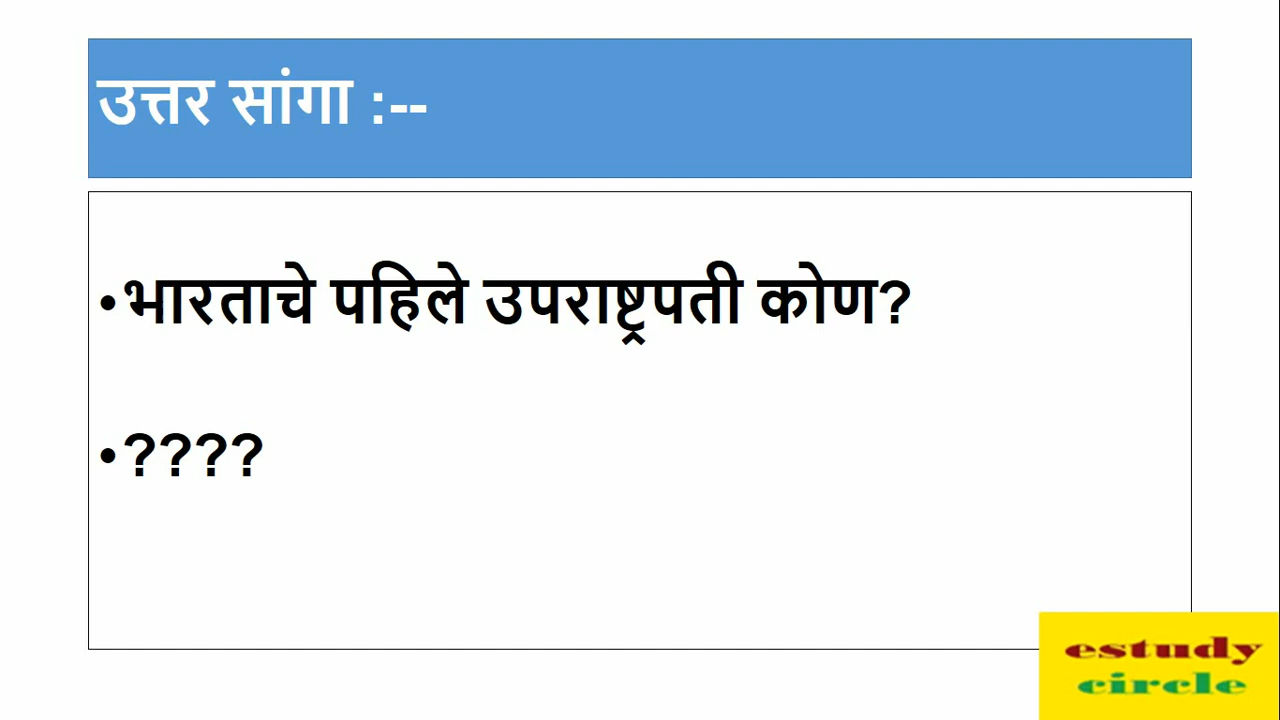 उत्तर सांगा :--
•भारताचे पहिले उपराष्ट्रपती कोण?
•????
estudy
circle